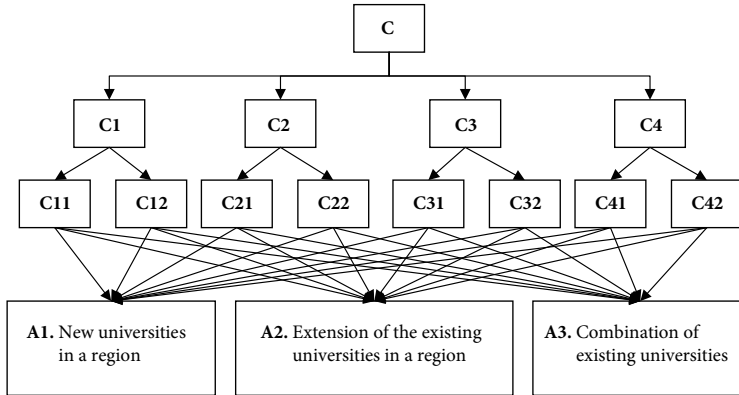 C
C1
C2
C3
C4
C11
C12
C21
C22
C31
C32
C41
C42
A1. New universities
in a region
A2. Extension of the existing
universities in a region
A3. Combination of
existing universities